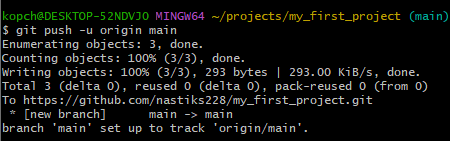 kopch@DESKTOP-52NDVJO MINGW64 ~/projects/my_first_project (main)
$ git push -u origin main
Enumerating objects: 3, done.
Counting objects: 100% (3/3), done.
Writing objects: 100% (3/3), 293 bytes | 293.00 KiB/s, done.
Total 3 (delta 0), reused 0 (delta 0), pack-reused 0 (from 0)
To https://github.com/nastiks228/my_first_project.git
 * [new branch]      main -> main
branch 'main' set up to track 'origin/main'.